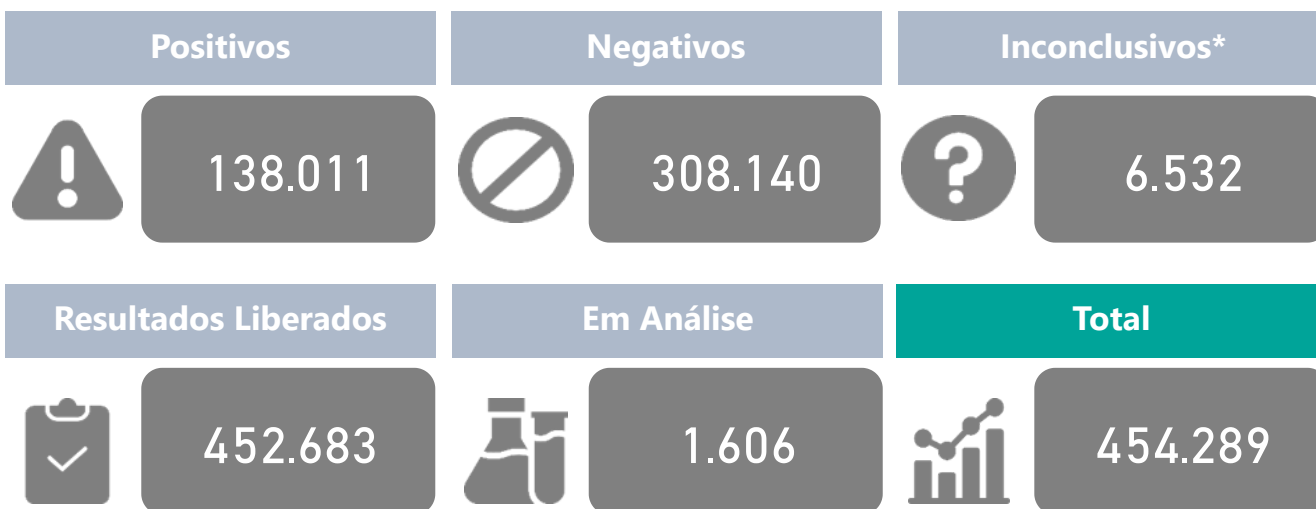 Positivos
Negativos
Inconclusivos*
138.011
308.140
6.532
Resultados Liberados
Em Análise
Total
452.683
1.606
454.289